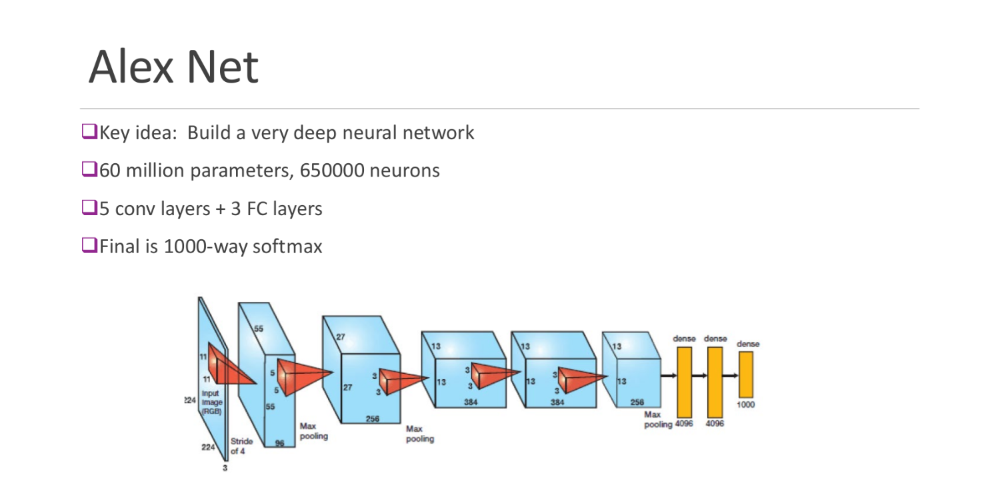 Alex Net
Key idea: Build a very deep neural network
60 million parameters, 650000 neurons
5 conv layers + 3 FC layers
Final is 1000-way softmax
11
11
224
Input
Image
(RGB)
224
3
Stride
of 4
55
5
5
55
96
Max
pooling
27
3
3
27
256
Max
pooling
13
3
3
13
384
13
3
3
13
384
13
13
256
Max
pooling
dense
4096
dense
4096
dense
1000